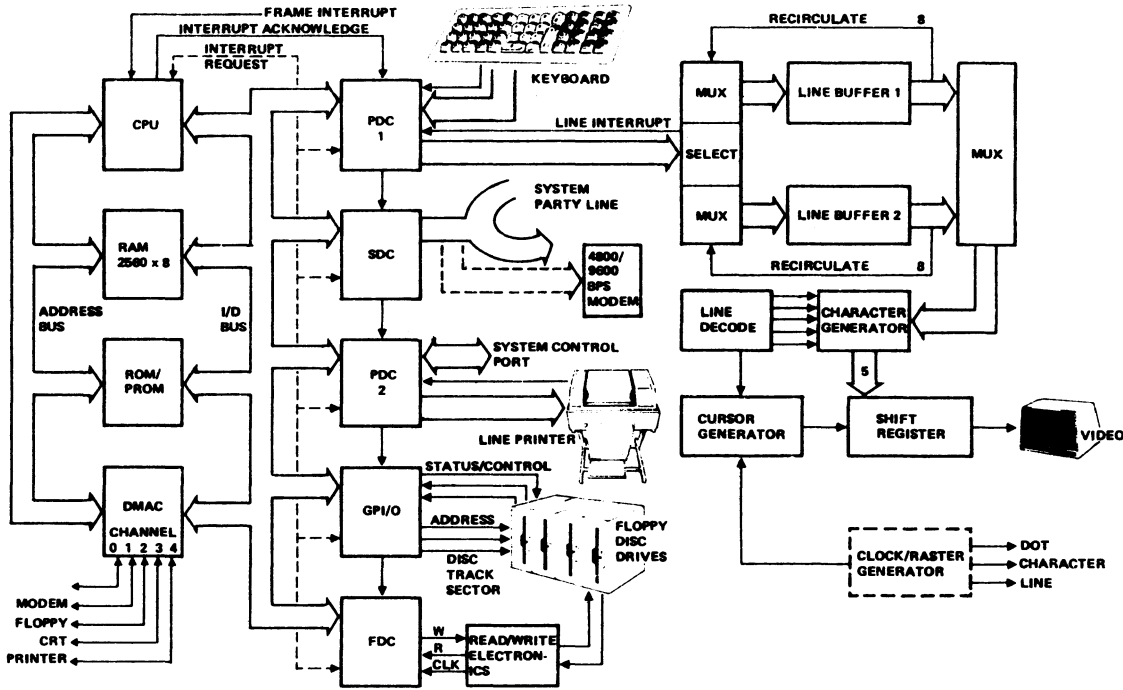 FRAME INTERRUPT
INTERRUPT ACKNOWLEDGE
INTERRUPT
REQUEST
KEYBOARD
RECIRCULATE 8
CPU
PDC
1
LINE INTERRUPT
MUX
SELECT
MUX
LINE BUFFER 1
LINE BUFFER 2
MUX
RECIRCULATE 8
RAM
2560 x 8
SDC
SYSTEM
PARTY LINE
4800/
9600
BPS
MODEM
ADDRESS
BUS
I/D
BUS
LINE
DECODE
CHARACTER
GENERATOR
5
ROM/
PROM
PDC
2
SYSTEM CONTROL
PORT
LINE PRINTER
CURSOR
GENERATOR
SHIFT
REGISTER
VIDEO
DMAC
CHANNEL
0 1 2 3 4
MODEM
FLOPPY
CRT
PRINTER
GPI/O
STATUS/CONTROL
ADDRESS
DISC
TRACK
SECTOR
FLOPPY
DISC
DRIVES
CLOCK/RASTER
GENERATOR
DOT
CHARACTER
LINE
FDC
W
R
CLK
READ/WRITE
ELECTRON-
ICS